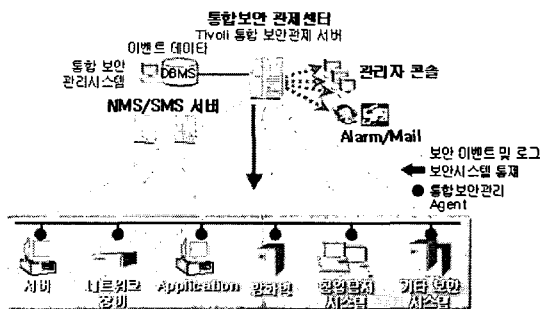 통합보안 관제센터
Tivoli 통합 보안관제 서버
이벤트 데이타
통합 보안
관리시스템
DBMS
관리자 콘솔
NMS/SMS 서버
Alarm/Mail
보안 이벤트 및 로그
보안시스템 통제
통합보안관리
Agent
서버
네트워크
장비
Application
방화벽
침입탐지
시스템
기타 보안
시스템